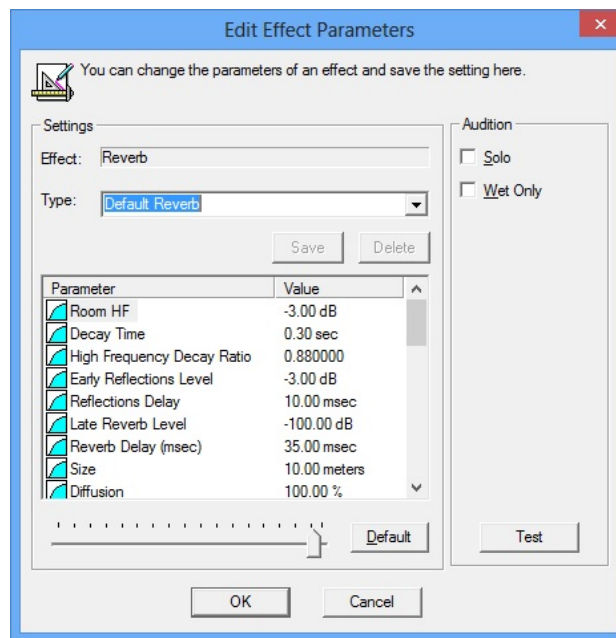 Edit Effect Parameters
You can change the parameters of an effect and save the setting here.
Settings
Effect: Reverb
Type: Default Reverb
Save Delete
Parameter Value
Room HF -3.00 dB
Decay Time 0.30 sec
High Frequency Decay Ratio 0.880000
Early Reflections Level -3.00 dB
Reflections Delay 10.00 msec
Late Reverb Level -100.00 dB
Reverb Delay (msec) 35.00 msec
Size 10.00 meters
Diffusion 100.00 %
Default
Audition
Solo
Wet Only
Test
OK Cancel